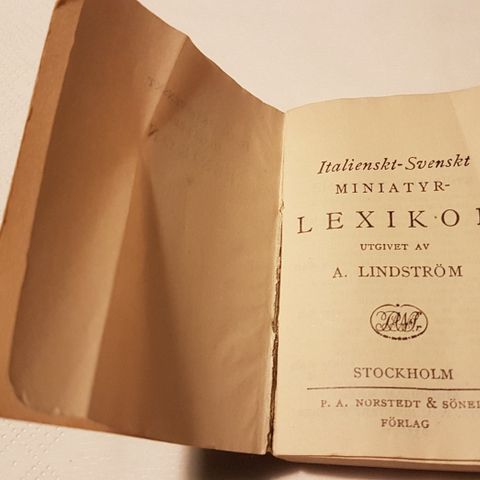 Italienskt-Svenskt
MINIATYR-
LEXIKO
UTGIVET AV
A. LINDSTRÖM
STOCKHOLM
P. A. NORSTEDT & SÖNE
FÖRLAG